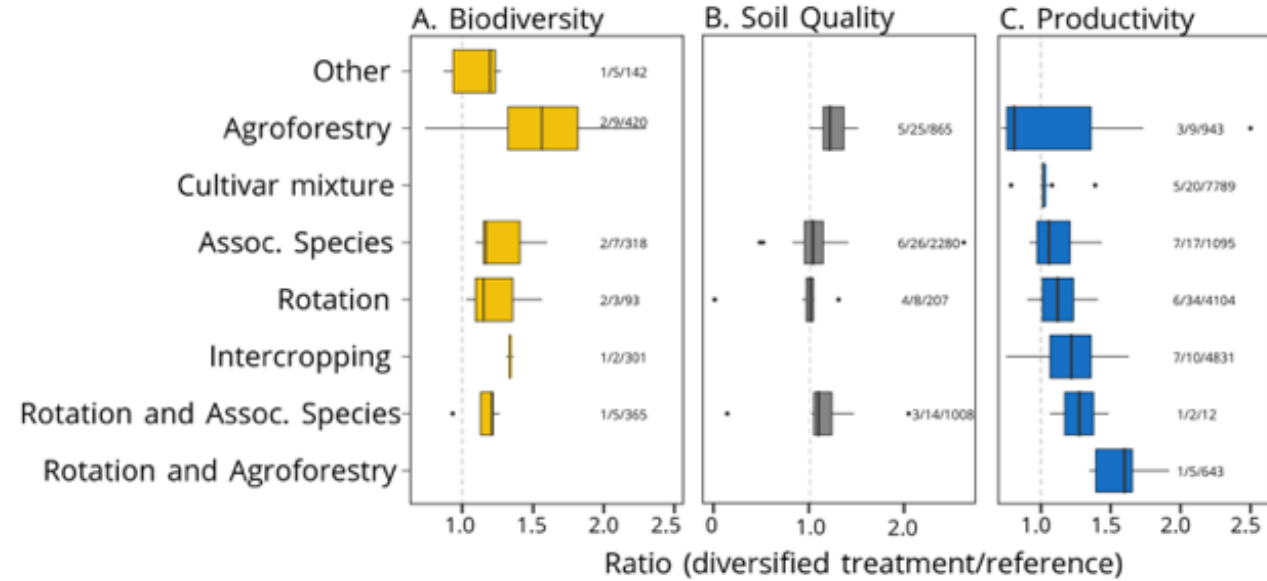 A. Biodiversity B. Soil Quality C. Productivity
Other 1/5/142
Agroforestry 2/9/420 5/25/865 3/9/943
Cultivar mixture 5/20/7789
Assoc. Species 2/7/318 6/26/2280 7/17/1095
Rotation 2/3/93 4/8/207 6/34/4104
Intercropping 1/2/301 7/10/4831
Rotation and Assoc. Species 1/5/365 3/14/1008 1/2/12
Rotation and Agroforestry 1/5/643
1.0 1.5 2.0 2.5 0 1.0 2.0 1.0 1.5 2.0 2.5
Ratio (diversified treatment/reference)